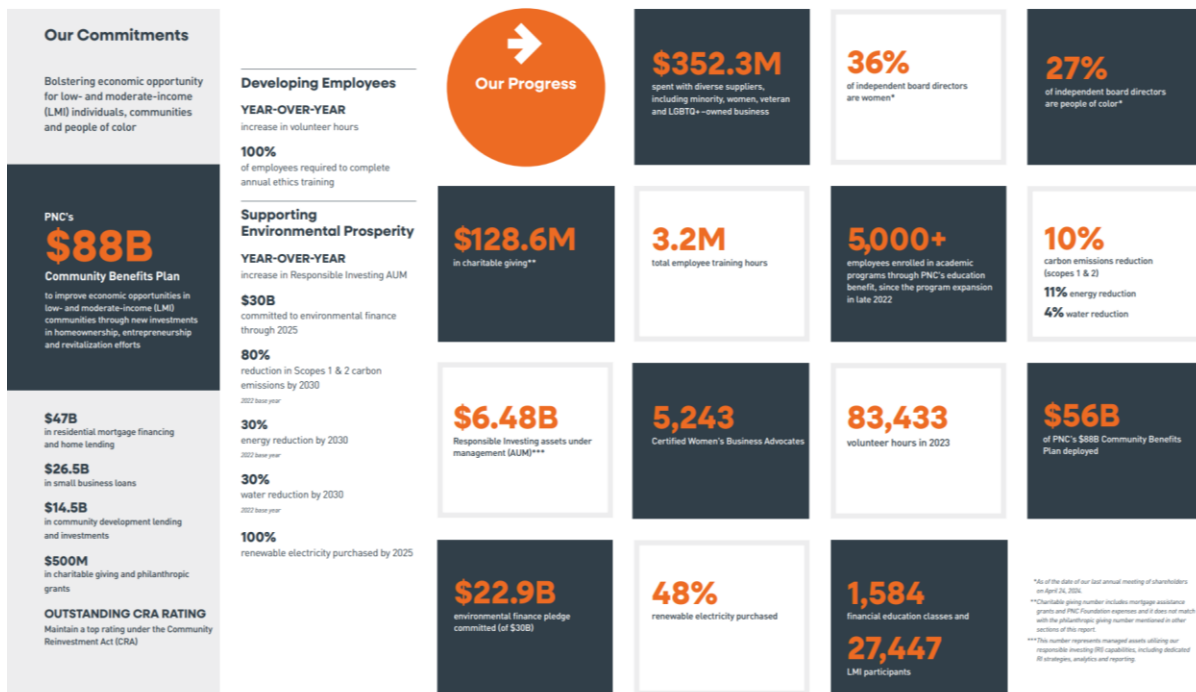 Our Commitments
Bolstering economic opportunity
for low- and moderate-income
(LMI) individuals, communities
and people of color
PNC's
$88B
Community Benefits Plan
to improve economic opportunities in
low- and moderate-income (LMI)
communities through new investments
in homeownership, entrepreneurship
and revitalization efforts
$47B
in residential mortgage financing
and home lending
$26.5B
in small business loans
$14.5B
in community development lending
and investments
$500M
in charitable giving and philanthropic
grants
OUTSTANDING CRA RATING
Maintain a top rating under the Community
Reinvestment Act (CRA)
Developing Employees
YEAR-OVER-YEAR
increase in volunteer hours
100%
of employees required to complete
annual ethics training
Supporting
Environmental Prosperity
YEAR-OVER-YEAR
increase in Responsible Investing AUM
$30B
committed to environmental finance
through 2025
80%
reduction in Scopes 1 & 2 carbon
emissions by 2030
2022 base year
30%
energy reduction by 2030
2022 base year
30%
water reduction by 2030
2022 base year
100%
renewable electricity purchased by 2025
Our Progress
$352.3M
spent with diverse suppliers,
including minority, women, veteran
and LGBTQ+-owned business
36%
of independent board directors
are women*
27%
of independent board directors
are people of color*
$128.6M
in charitable giving**
3.2M
total employee training hours
5,000+
employees enrolled in academic
programs through PNC's education
benefit, since the program expansion
in late 2022
10%
carbon emissions reduction
(scopes 1 & 2)
11% energy reduction
4% water reduction
$6.48B
Responsible Investing assets under
management (AUM)***
5,243
Certified Women's Business Advocates
83,433
volunteer hours in 2023
$56B
of PNC's $88B Community Benefits
Plan deployed
$22.9B
environmental finance pledge
committed (of $30B)
48%
renewable electricity purchased
1,584
financial education classes and
27,447
LMI participants
*As of the date of our last annual meeting of shareholders
on April 24, 2024.
**Charitable giving number includes mortgage assistance
grants and PNC Foundation expenses and it does not match
with the philanthropic giving number mentioned in other
sections of this report.
***This number represents managed assets utilizing our
responsible investing (RI) capabilities, including dedicated
RI strategies, analytics and reporting.